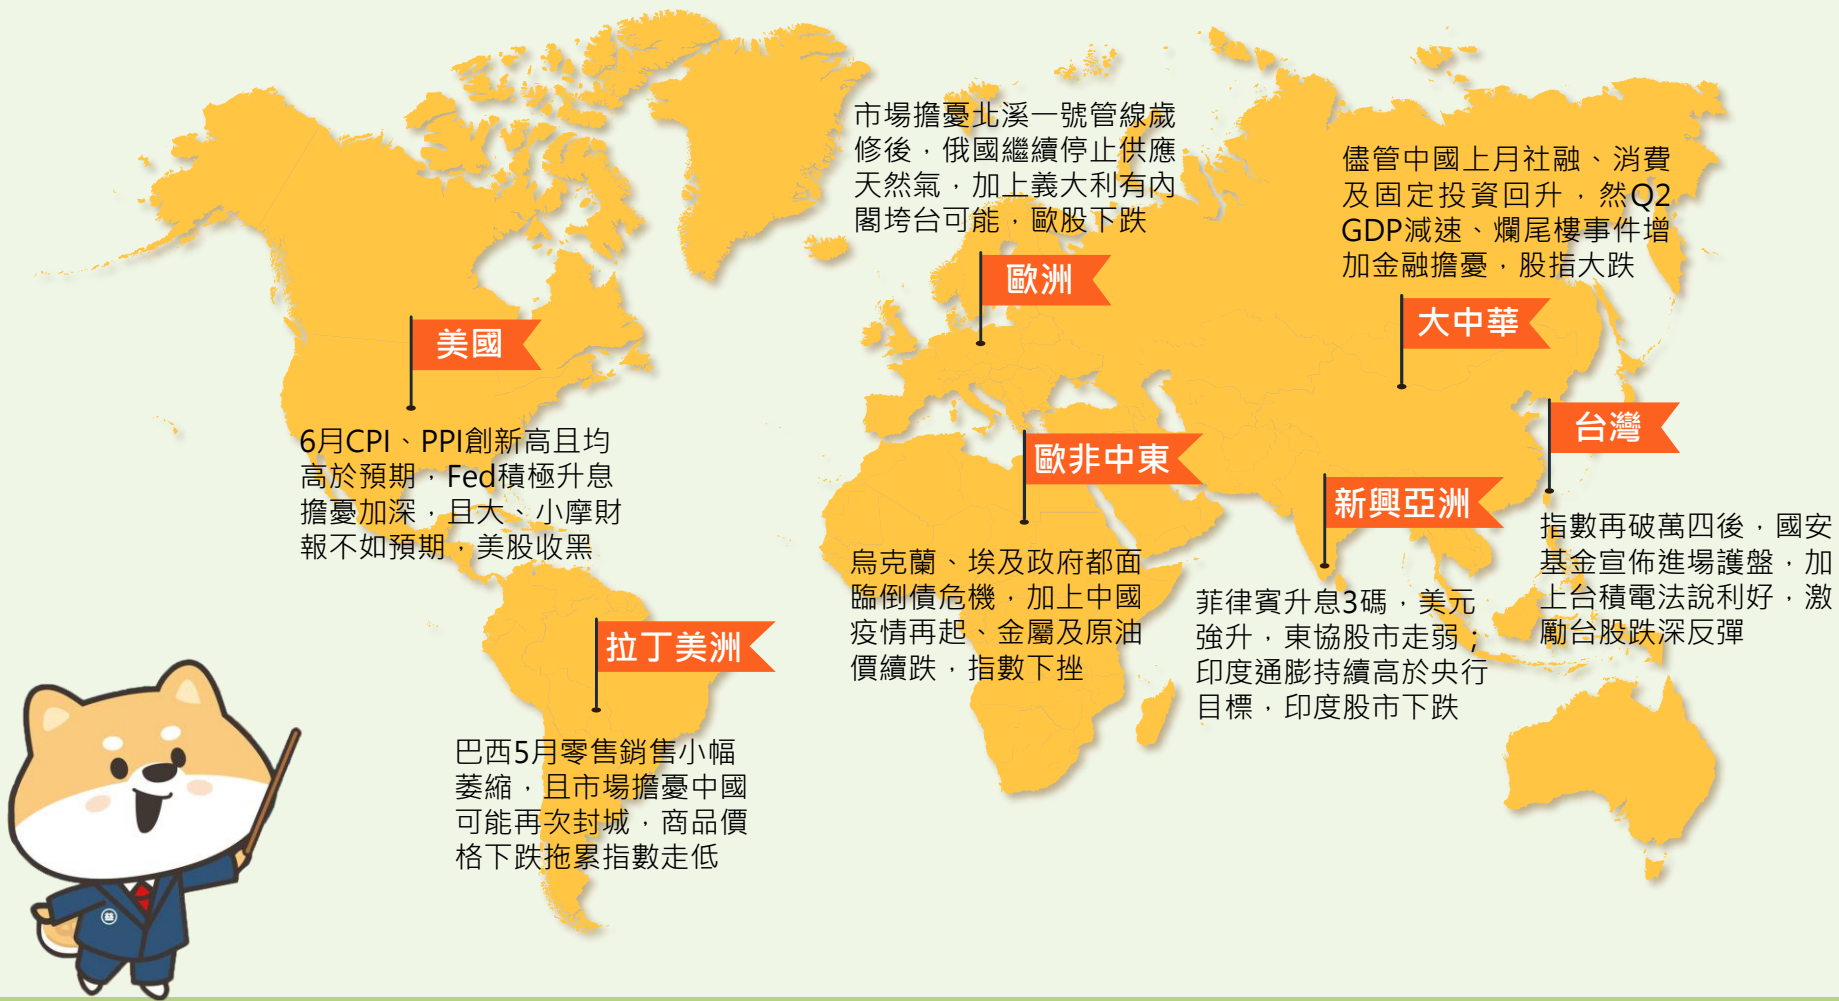 市場擔憂北溪一號管線歲
修後，俄國繼續停止供應
天然氣，加上義大利有內
閣垮台可能，歐股下跌
歐洲
儘管中國上月社融、消費
及固定投資回升，然Q2
GDP減速、爛尾樓事件增
加金融擔憂，股指大跌
大中華
美國
6月CPI、PPI創新高且均
高於預期，Fed積極升息
擔憂加深，且大、小摩財
報不如預期，美股收黑
台灣
指數再破萬四後，國安
基金宣佈進場護盤，加
上台積電法說利好，激
勵台股跌深反彈
歐非中東
烏克蘭、埃及政府都面
臨倒債危機，加上中國
疫情再起、金屬及原油
價續跌，指數下挫
新興亞洲
菲律賓升息3碼，美元
強升，東協股市走弱；
印度通膨持續高於央行
目標，印度股市下跌
拉丁美洲
巴西5月零售銷售小幅
萎縮，且市場擔憂中國
可能再次封城，商品價
格下跌拖累指數走低